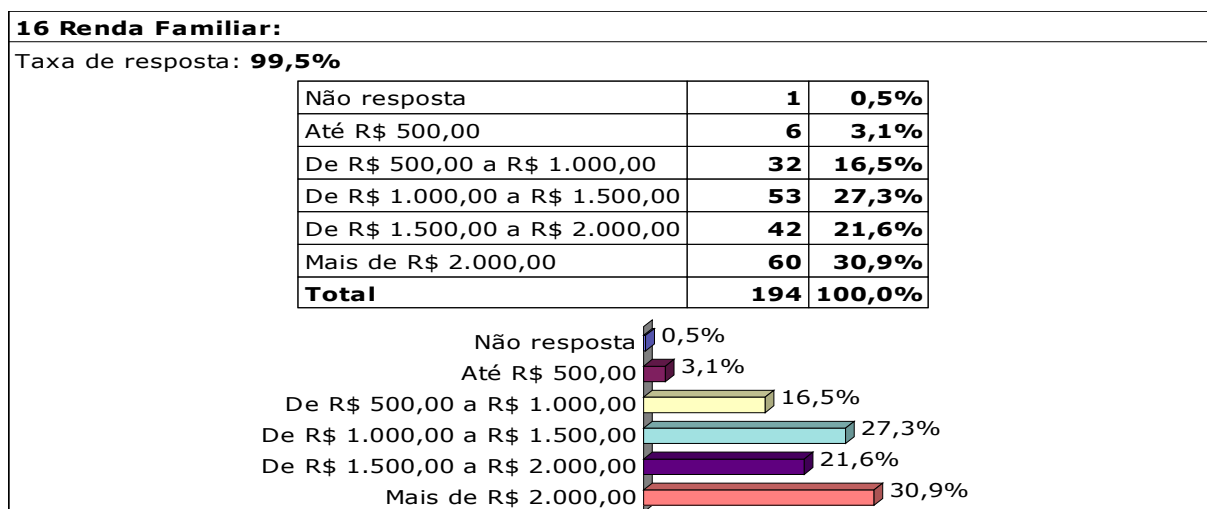 16 Renda Familiar:
Taxa de resposta: 99,5%
Não resposta 1 0,5%
Até R$ 500,00 6 3,1%
De R$ 500,00 a R$ 1.000,00 32 16,5%
De R$ 1.000,00 a R$ 1.500,00 53 27,3%
De R$ 1.500,00 a R$ 2.000,00 42 21,6%
Mais de R$ 2.000,00 60 30,9%
Total 194 100,0%
Não resposta 0,5%
Até R$ 500,00 3,1%
De R$ 500,00 a R$ 1.000,00 16,5%
De R$ 1.000,00 a R$ 1.500,00 27,3%
De R$ 1.500,00 a R$ 2.000,00 21,6%
Mais de R$ 2.000,00 30,9%